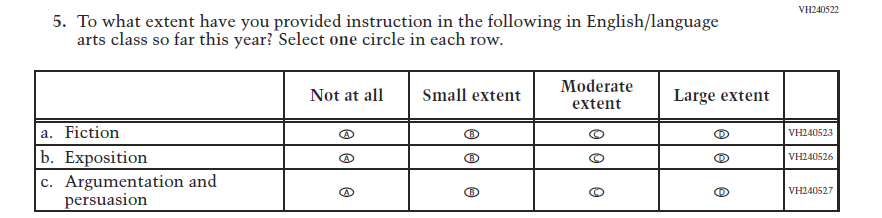 VH240522
5. To what extent have you provided instruction in the following in English/language
arts class so far this year? Select one circle in each row.
Not at all Small extent Moderate extent Large extent
a. Fiction A B C D VH240523
b. Exposition A B C D VH240526
c. Argumentation and
persuasion A B C D VH240527